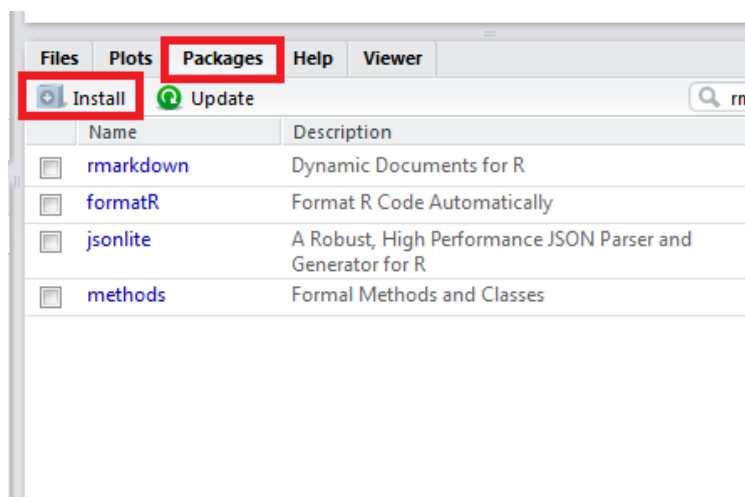 Files Plots Packages Help Viewer
Install Update rm
Name Description
rmarkdown Dynamic Documents for R
formatR Format R Code Automatically
jsonlite A Robust, High Performance JSON Parser and
Generator for R
methods Formal Methods and Classes